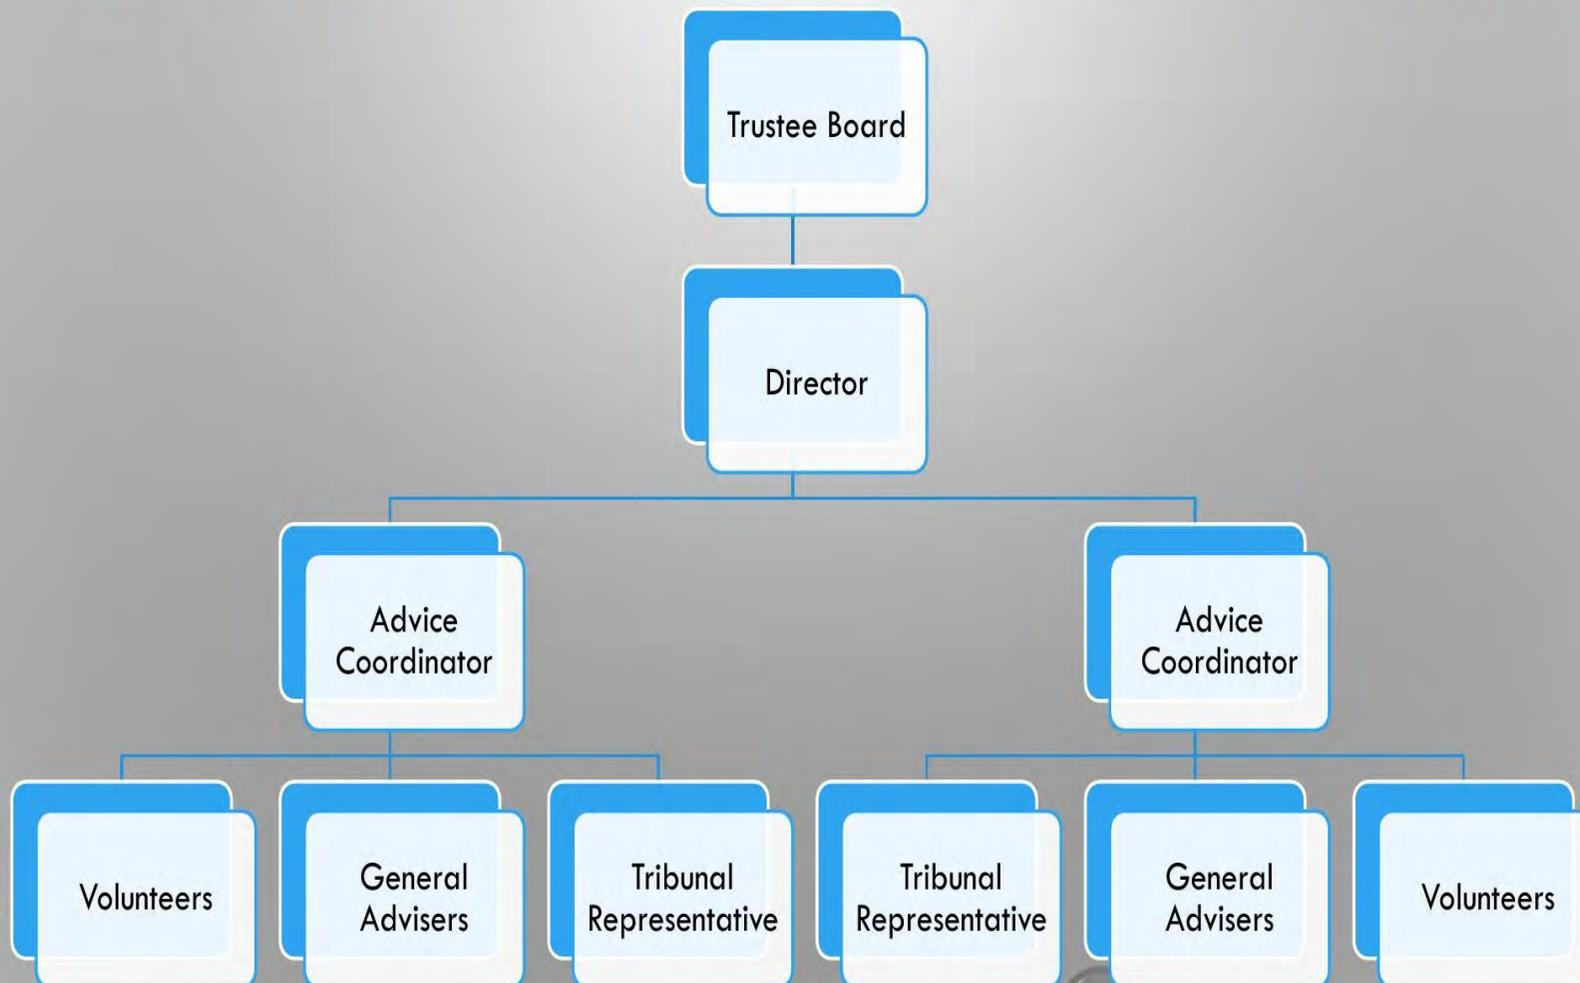 Trustee Board
Director
Advice
Coordinator
Advice
Coordinator
Volunteers
General
Advisers
Tribunal
Representative
Tribunal
Representative
General
Advisers
Volunteers